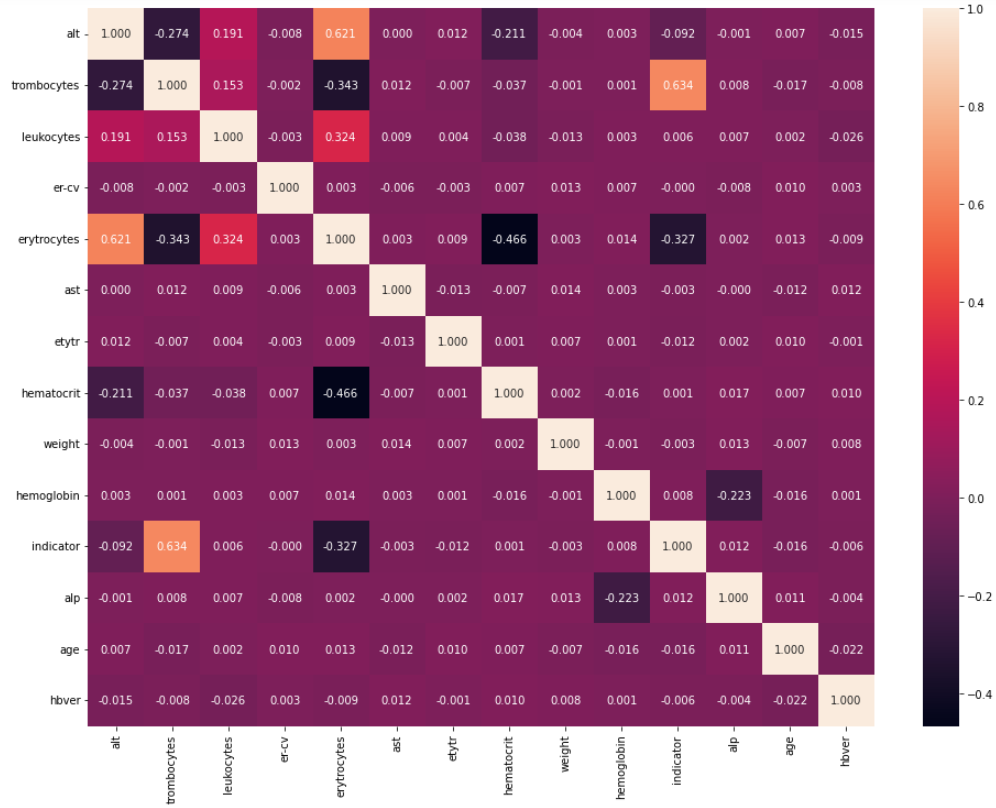 alt 1.000 -0.274 0.191 -0.008 0.621 0.000 0.012 -0.211 -0.004 0.003 -0.092 -0.001 0.007 -0.015
trombocytes -0.274 1.000 0.153 -0.002 -0.343 0.012 -0.007 -0.037 -0.001 0.001 0.634 0.008 -0.017 -0.008
leukocytes 0.191 0.153 1.000 -0.003 0.324 0.009 0.004 -0.038 -0.013 0.003 0.006 0.007 0.002 -0.026
er-cv -0.008 -0.002 -0.003 1.000 0.003 -0.006 -0.003 0.007 0.013 0.007 -0.000 -0.008 0.010 0.003
erytrocytes 0.621 -0.343 0.324 0.003 1.000 0.003 0.009 -0.466 0.003 0.014 -0.327 0.002 0.013 -0.009
ast 0.000 0.012 0.009 -0.006 0.003 1.000 -0.013 -0.007 0.014 0.003 -0.003 -0.000 -0.012 0.012
etytr 0.012 -0.007 0.004 -0.003 0.009 -0.013 1.000 0.001 0.007 0.001 -0.012 0.002 0.010 -0.001
hematocrit -0.211 -0.037 -0.038 0.007 -0.466 -0.007 0.001 1.000 0.002 -0.016 0.001 0.017 0.007 0.010
weight -0.004 -0.001 -0.013 0.013 0.003 0.014 0.007 0.002 1.000 -0.001 -0.003 0.013 -0.007 0.008
hemoglobin 0.003 0.001 0.003 0.007 0.014 0.003 0.001 -0.016 -0.001 1.000 0.008 -0.223 -0.016 0.001
indicator -0.092 0.634 0.006 -0.000 -0.327 -0.003 -0.012 0.001 -0.003 0.008 1.000 0.012 -0.016 -0.006
alp -0.001 0.008 0.007 -0.008 0.002 -0.000 0.002 0.017 0.013 -0.223 0.012 1.000 0.011 -0.004
age 0.007 -0.017 0.002 0.010 0.013 -0.012 0.010 0.007 -0.007 -0.016 -0.016 0.011 1.000 -0.022
hbver -0.015 -0.008 -0.026 0.003 -0.009 0.012 -0.001 0.010 0.008 0.001 -0.006 -0.004 -0.022 1.000
alt trombocytes leukocytes er-cv erytrocytes ast etytr hematocrit weight hemoglobin indicator alp age hbver
1.0
0.8
0.6
0.4
0.2
0.0
−0.2
−0.4